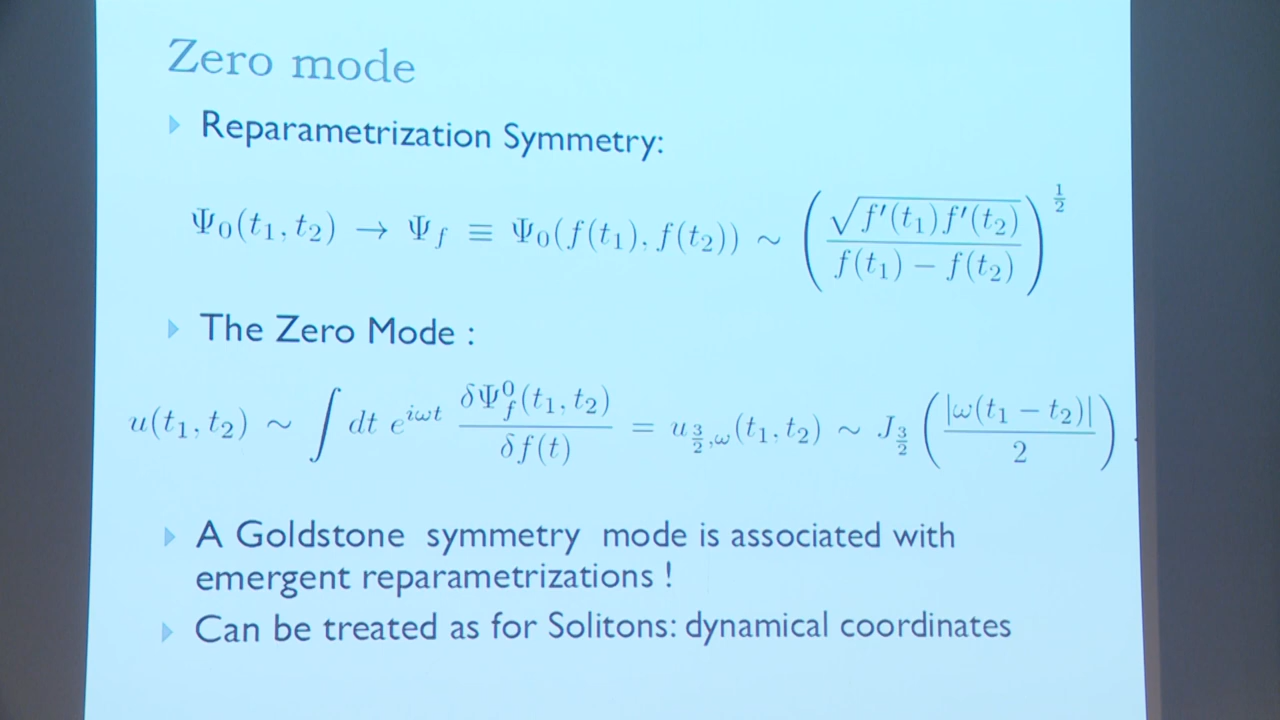 Zero mode
Reparametrization Symmetry:
Ψ₀(t₁, t₂) → Ψ_f ≡ Ψ₀(f(t₁), f(t₂)) ∼ ( √(f′(t₁)f′(t₂)) / (f(t₁) − f(t₂)) )^(1/2)
The Zero Mode :
u(t₁, t₂) ∼ ∫ dt e^(iωt) δΨ⁰_f(t₁, t₂) / δf(t) = u_(3/2,ω)(t₁, t₂) ∼ J_(3/2) ( |ω(t₁ − t₂)| / 2 ) .
A Goldstone symmetry mode is associated with
emergent reparametrizations !
Can be treated as for Solitons: dynamical coordinates